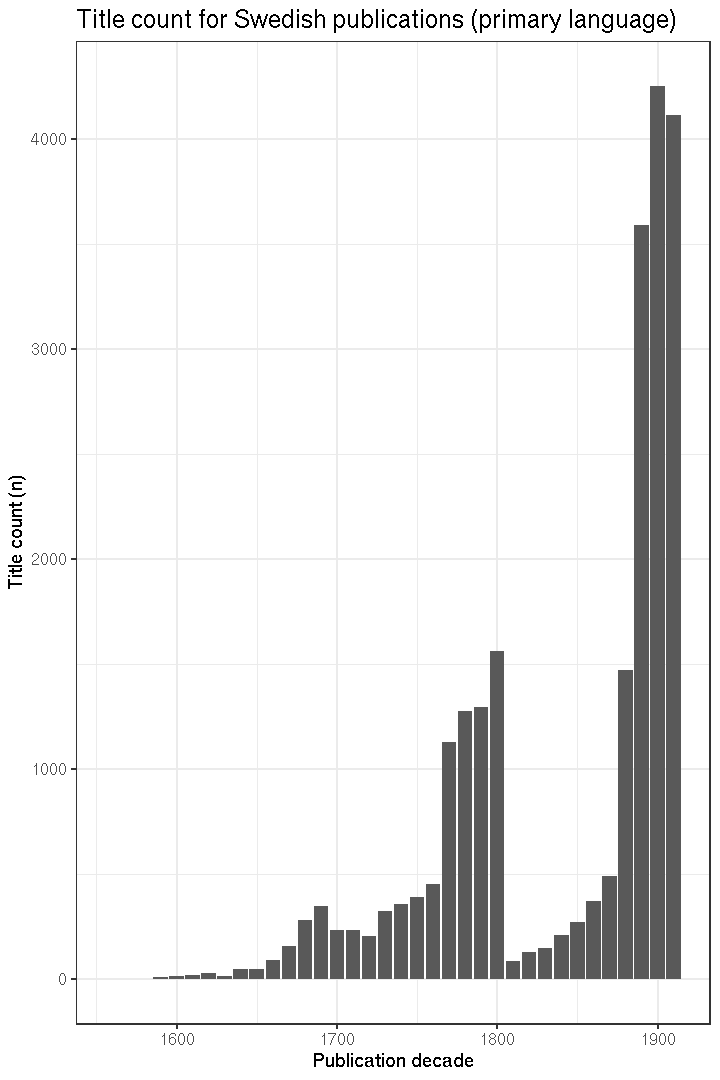 Title count for Swedish publications (primary language)
4000
3000
2000
1000
0
Title count (n)
1600 1700 1800 1900
Publication decade